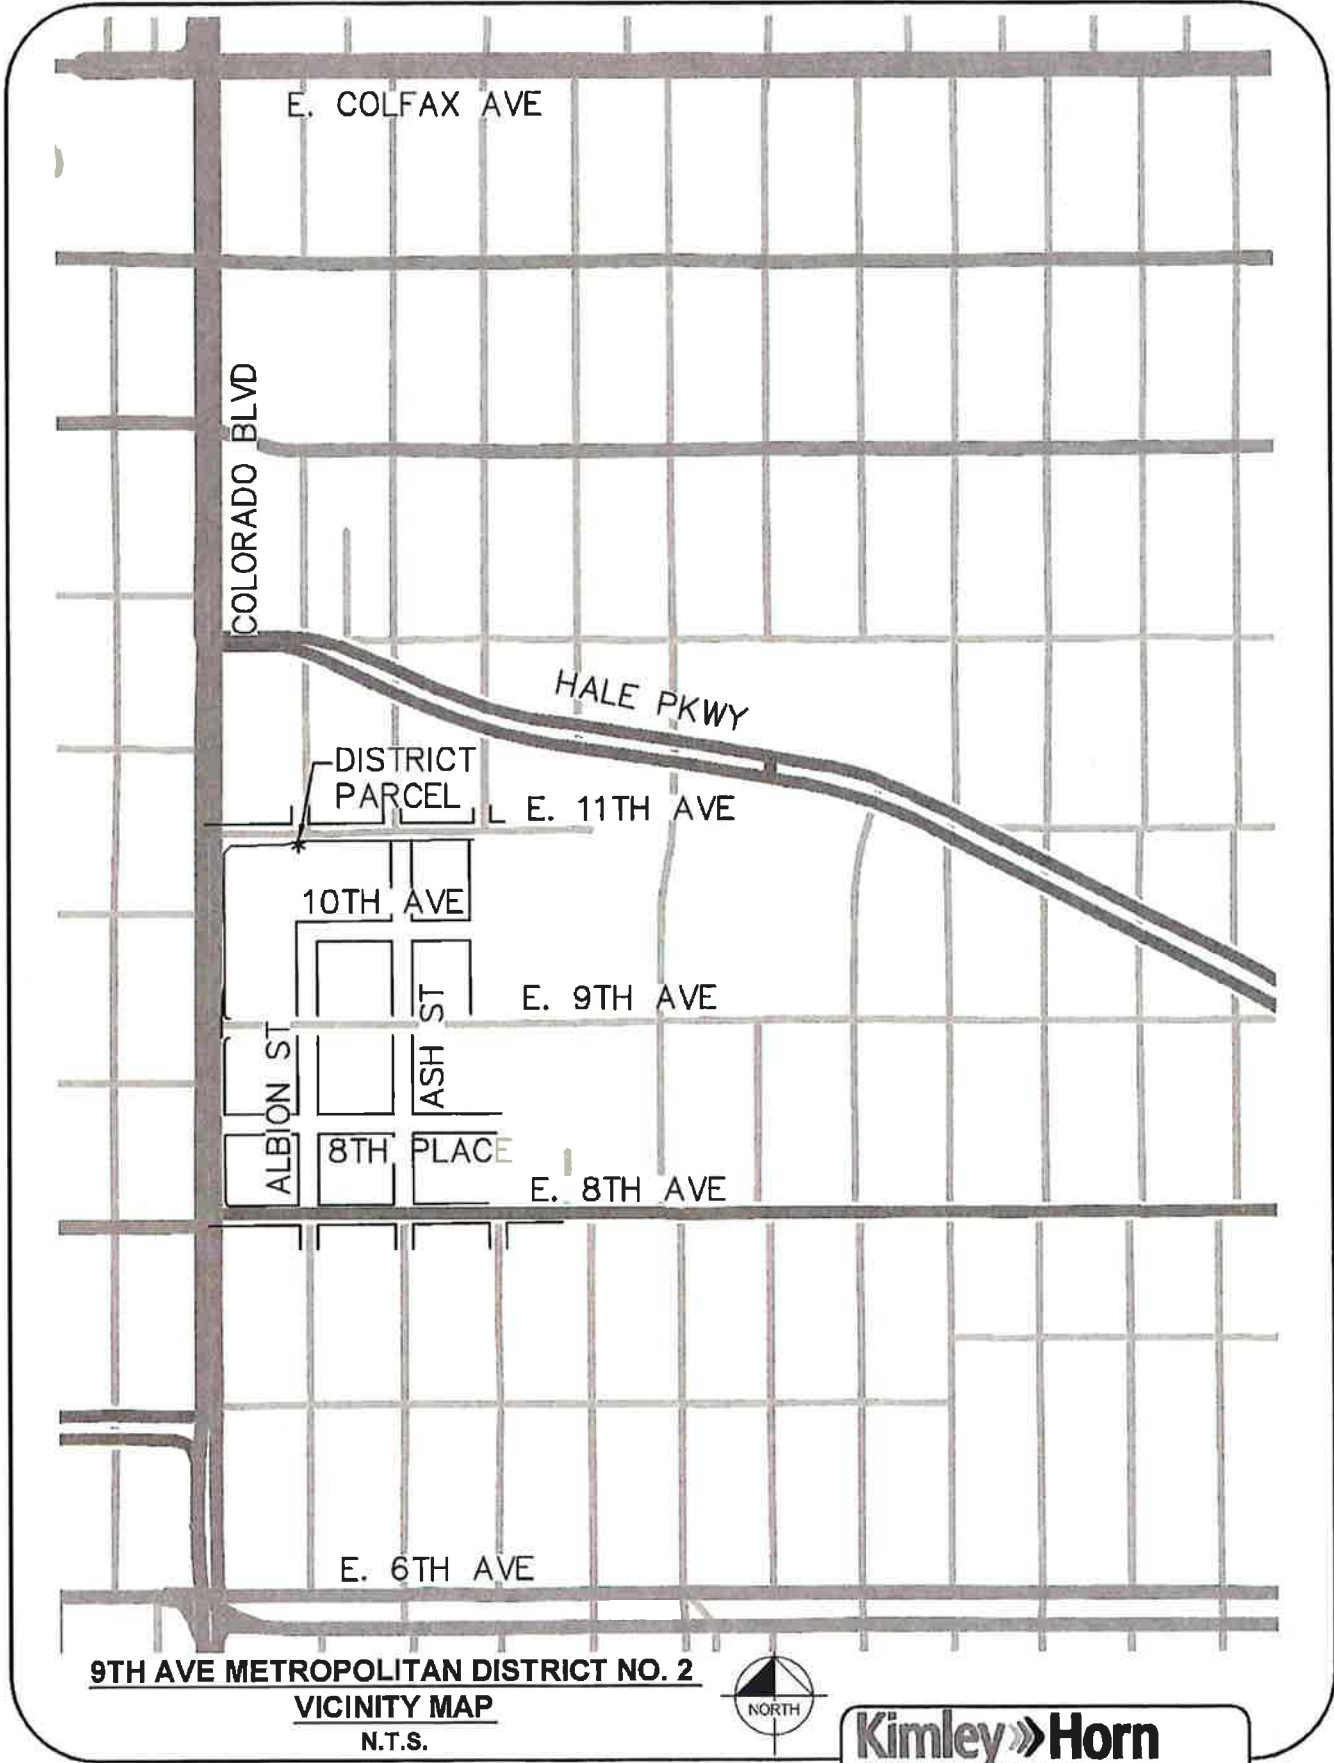 E. COLFAX AVE
COLORADO BLVD
HALE PKWY
DISTRICT
PARCEL
E. 11TH AVE
10TH AVE
E. 9TH AVE
ALBION ST
ASH ST
8TH PLACE
E. 8TH AVE
E. 6TH AVE
9TH AVE METROPOLITAN DISTRICT NO. 2
VICINITY MAP
N.T.S.
NORTH
Kimley»Horn